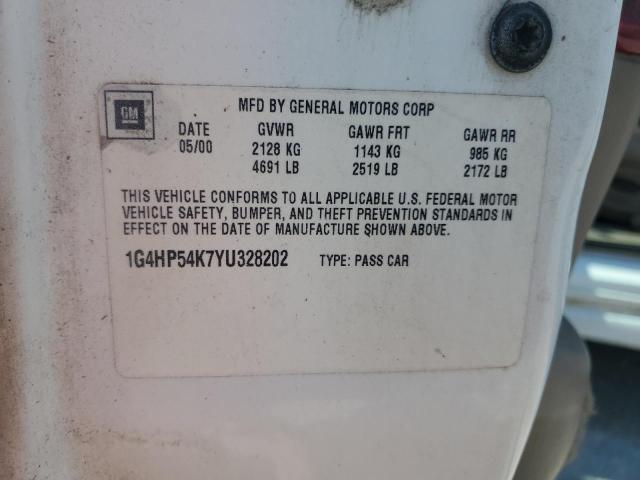 GM
MFD BY GENERAL MOTORS CORP
DATE GVWR GAWR FRT GAWR RR
05/00 2128 KG 1143 KG 985 KG
4691 LB 2519 LB 2172 LB
THIS VEHICLE CONFORMS TO ALL APPLICABLE U.S. FEDERAL MOTOR
VEHICLE SAFETY, BUMPER, AND THEFT PREVENTION STANDARDS IN
EFFECT ON THE DATE OF MANUFACTURE SHOWN ABOVE.
1G4HP54K7YU328202 TYPE: PASS CAR